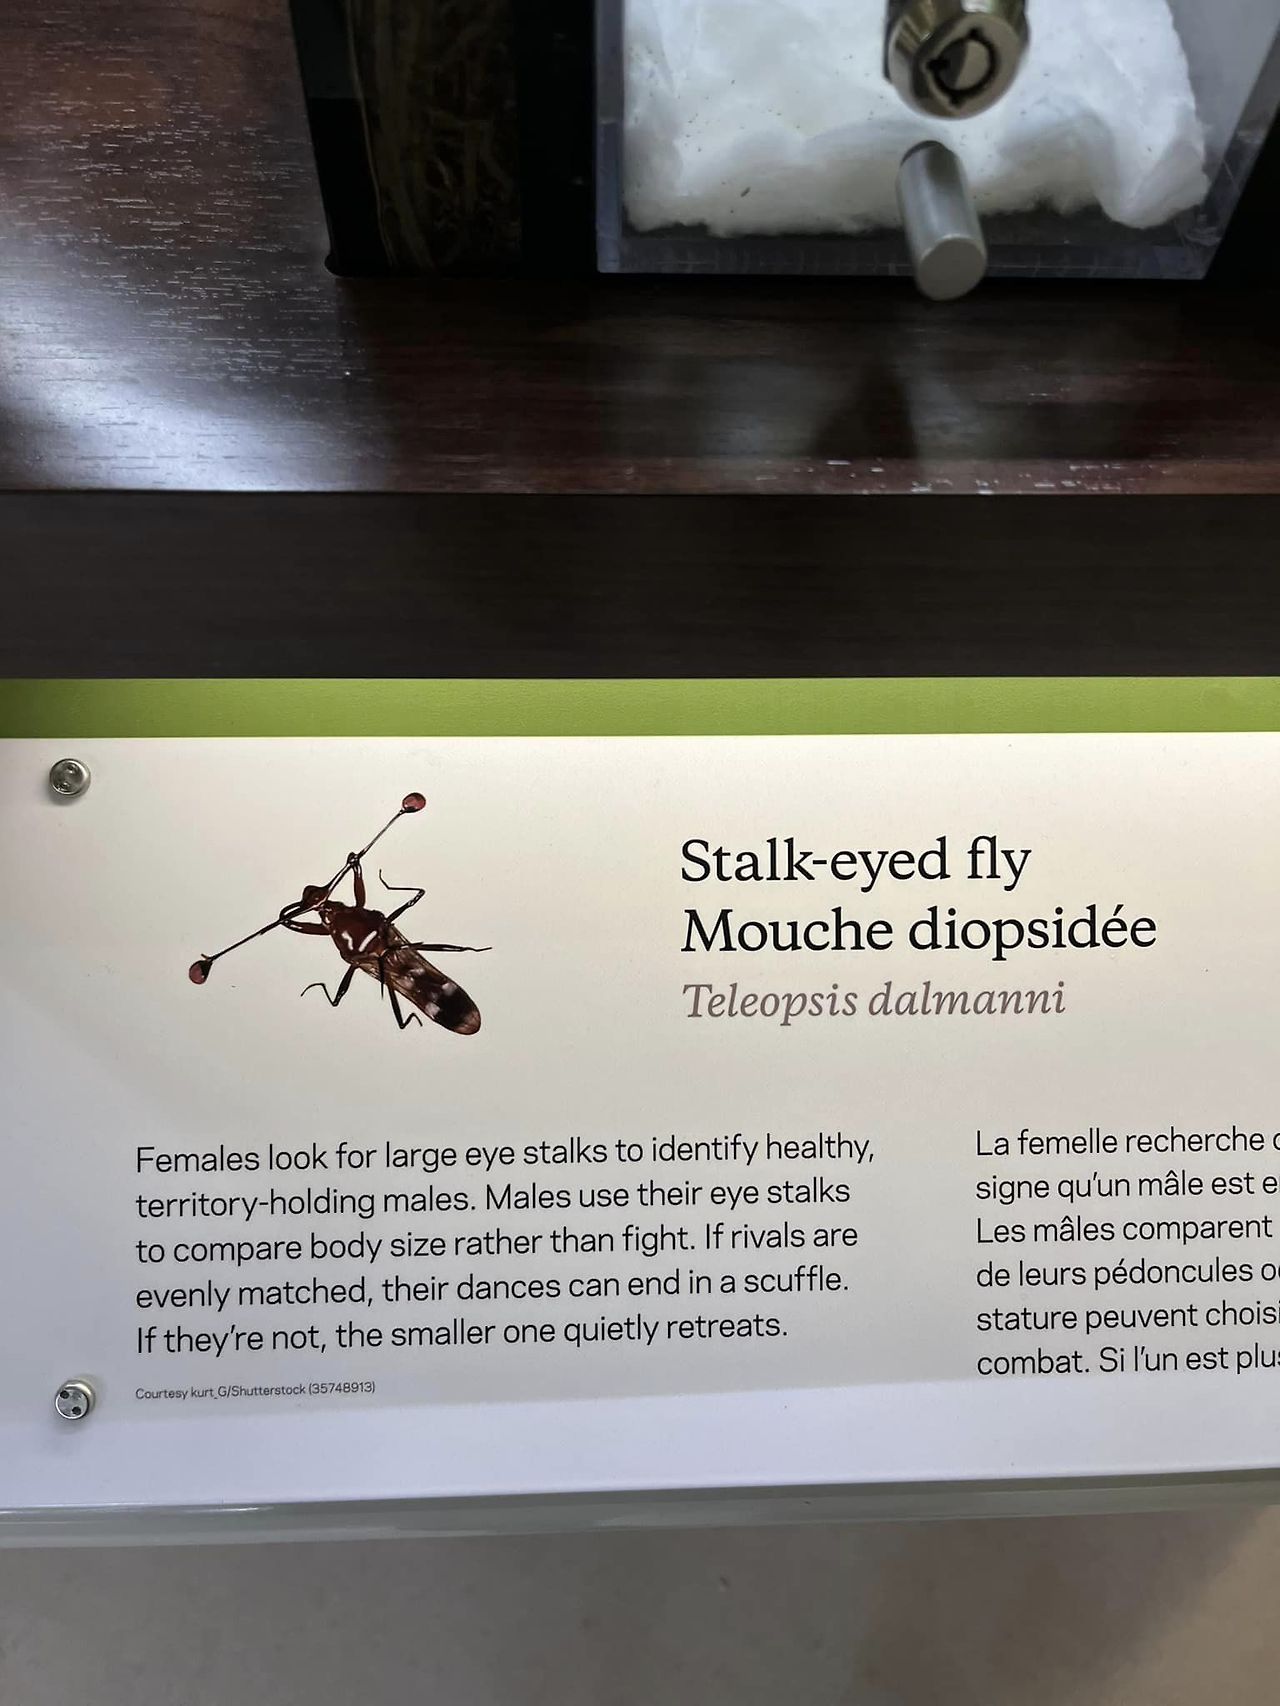 Stalk-eyed fly
Mouche diopsidée
Teleopsis dalmanni
Females look for large eye stalks to identify healthy,
territory-holding males. Males use their eye stalks
to compare body size rather than fight. If rivals are
evenly matched, their dances can end in a scuffle.
If they're not, the smaller one quietly retreats.
Courtesy kurt_G/Shutterstock (35748913)
La femelle recherche
signe qu'un mâle est
Les mâles comparent
de leurs pédoncules
stature peuvent
combat. Si l'un est